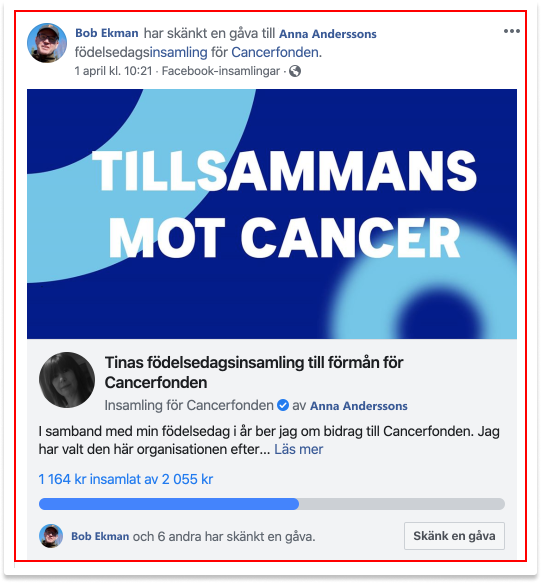 Bob Ekman har skänkt en gåva till Anna Anderssons
födelsedagsinsamling för Cancerfonden.
1 april kl. 10:21 · Facebook-insamlingar ·
TILLSAMMANS
MOT CANCER
Tinas födelsedagsinsamling till förmån för
Cancerfonden
Insamling för Cancerfonden av Anna Anderssons
I samband med min födelsedag i år ber jag om bidrag till Cancerfonden. Jag
har valt den här organisationen efter... Läs mer
1 164 kr insamlat av 2 055 kr
Bob Ekman och 6 andra har skänkt en gåva.
Skänk en gåva